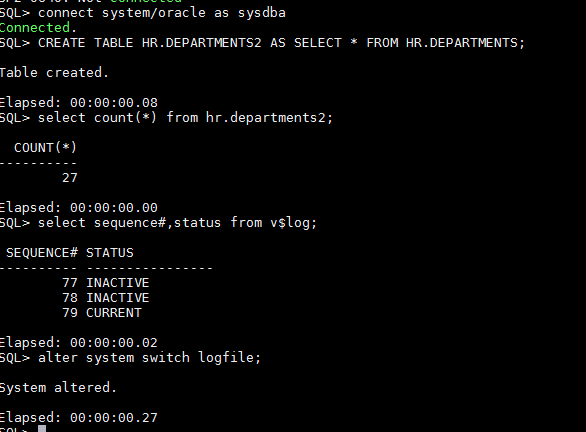 SQL> connect system/oracle as sysdba
Connected.
SQL> CREATE TABLE HR.DEPARTMENTS2 AS SELECT * FROM HR.DEPARTMENTS;
Table created.
Elapsed: 00:00:00.08
SQL> select count(*) from hr.departments2;
COUNT(*)
----------
27
Elapsed: 00:00:00.00
SQL> select sequence#,status from v$log;
SEQUENCE# STATUS
---------- ----------------
77 INACTIVE
78 INACTIVE
79 CURRENT
Elapsed: 00:00:00.02
SQL> alter system switch logfile;
System altered.
Elapsed: 00:00:00.27
SQL>